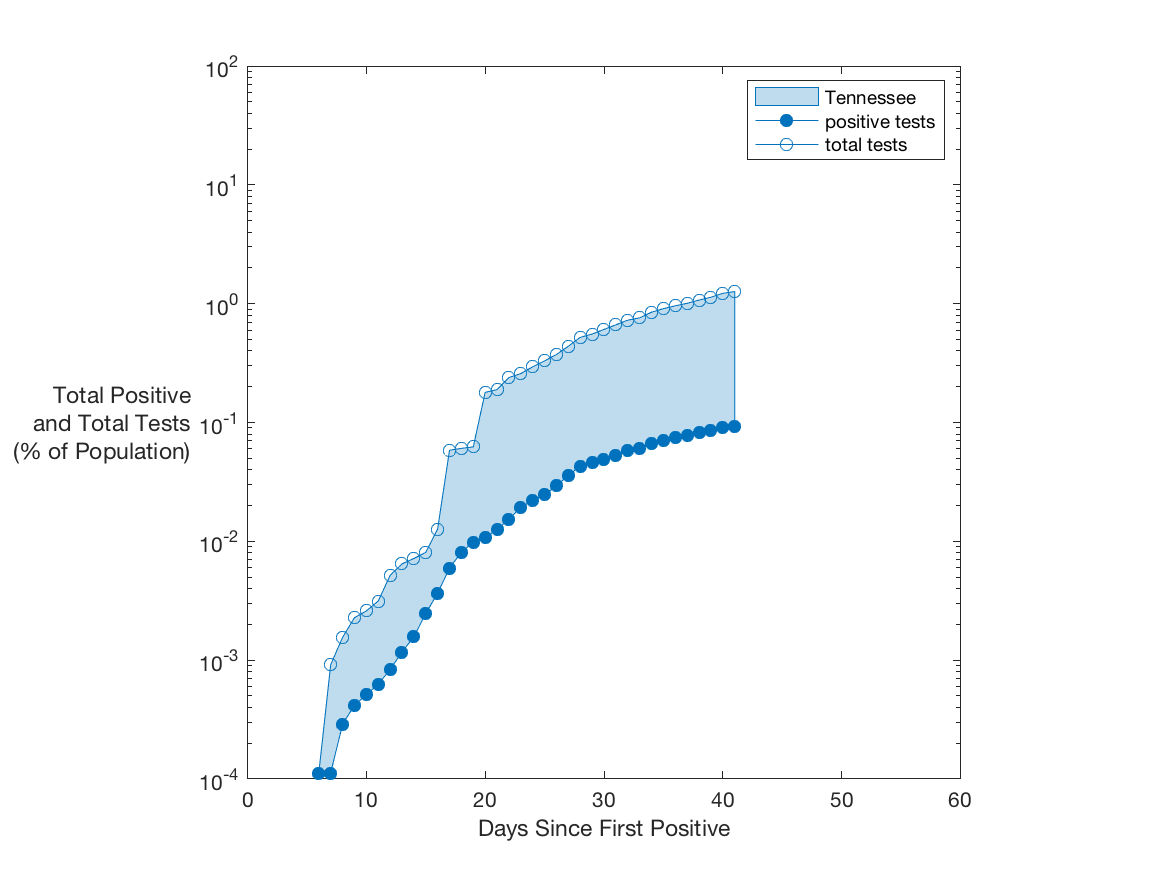 10^2
10^1
10^0
10^-1
10^-2
10^-3
10^-4
Total Positive
and Total Tests
(% of Population)
Tennessee
positive tests
total tests
0 10 20 30 40 50 60
Days Since First Positive